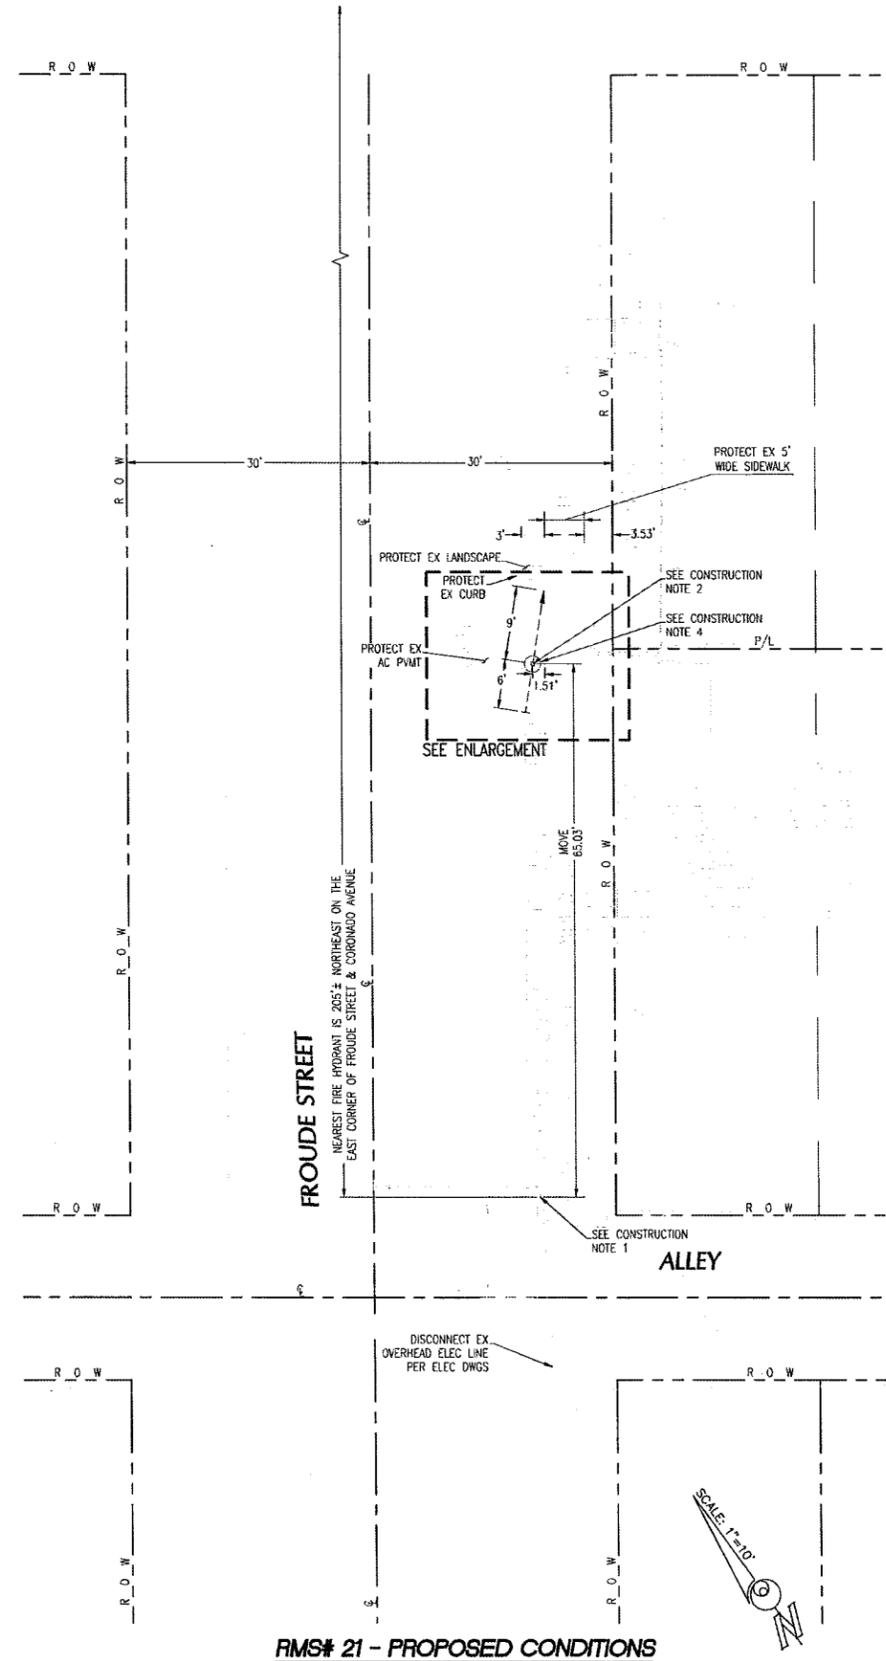 R O W
R O W
R O W
30'
30'
R O W
PROTECT EX 5'
WIDE SIDEWALK
℄
3'
3.53'
PROTECT EX LANDSCAPE
PROTECT
EX CURB
SEE CONSTRUCTION
NOTE 2
9'
SEE CONSTRUCTION
NOTE 4
P/L
PROTECT EX
AC PVMT
6'
1.51'
SEE ENLARGEMENT
MOVE
65.03'
R O W
R O W
℄
FROUDE STREET
NEAREST FIRE HYDRANT IS 205'± NORTHEAST ON THE
EAST CORNER OF FROUDE STREET & CORONADO AVENUE
R O W
R O W
SEE CONSTRUCTION
NOTE 1
ALLEY
℄
DISCONNECT EX
OVERHEAD ELEC LINE
PER ELEC DWGS
R O W
R O W
SCALE: 1"=10'
N
R O W
℄
R O W
RMS# 21 - PROPOSED CONDITIONS